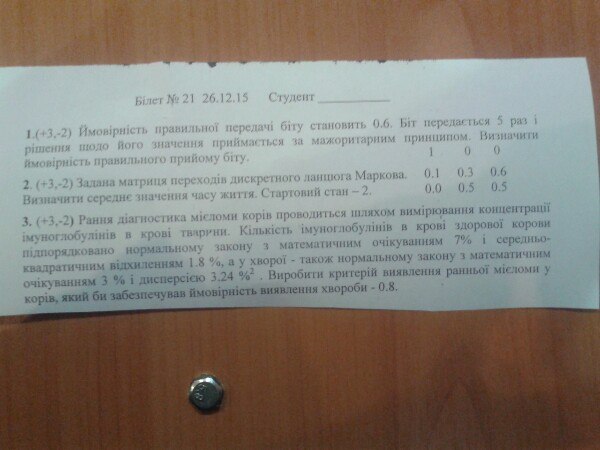 Білет № 21 26.12.15 Студент __________
1.(+3,-2) Ймовірність правильної передачі біту становить 0.6. Біт передається 5 раз і
рішення щодо його значення приймається за мажоритарним принципом. Визначити
ймовірність правильного прийому біту. 1 0 0
2. (+3,-2) Задана матриця переходів дискретного ланцюга Маркова. 0.1 0.3 0.6
Визначити середнє значення часу життя. Стартовий стан – 2. 0.0 0.5 0.5
3. (+3,-2) Рання діагностика мієломи корів проводиться шляхом вимірювання концентрації
імуноглобулінів в крові тварини. Кількість імуноглобулінів в крові здорової корови
підпорядковано нормальному закону з математичним очікуванням 7% і середньо-
квадратичним відхиленням 1.8 %, а у хворої - також нормальному закону з математичним
очікуванням 3 % і дисперсією 3.24 %² . Виробити критерій виявлення ранньої мієломи у
корів, який би забезпечував ймовірність виявлення хвороби - 0.8.